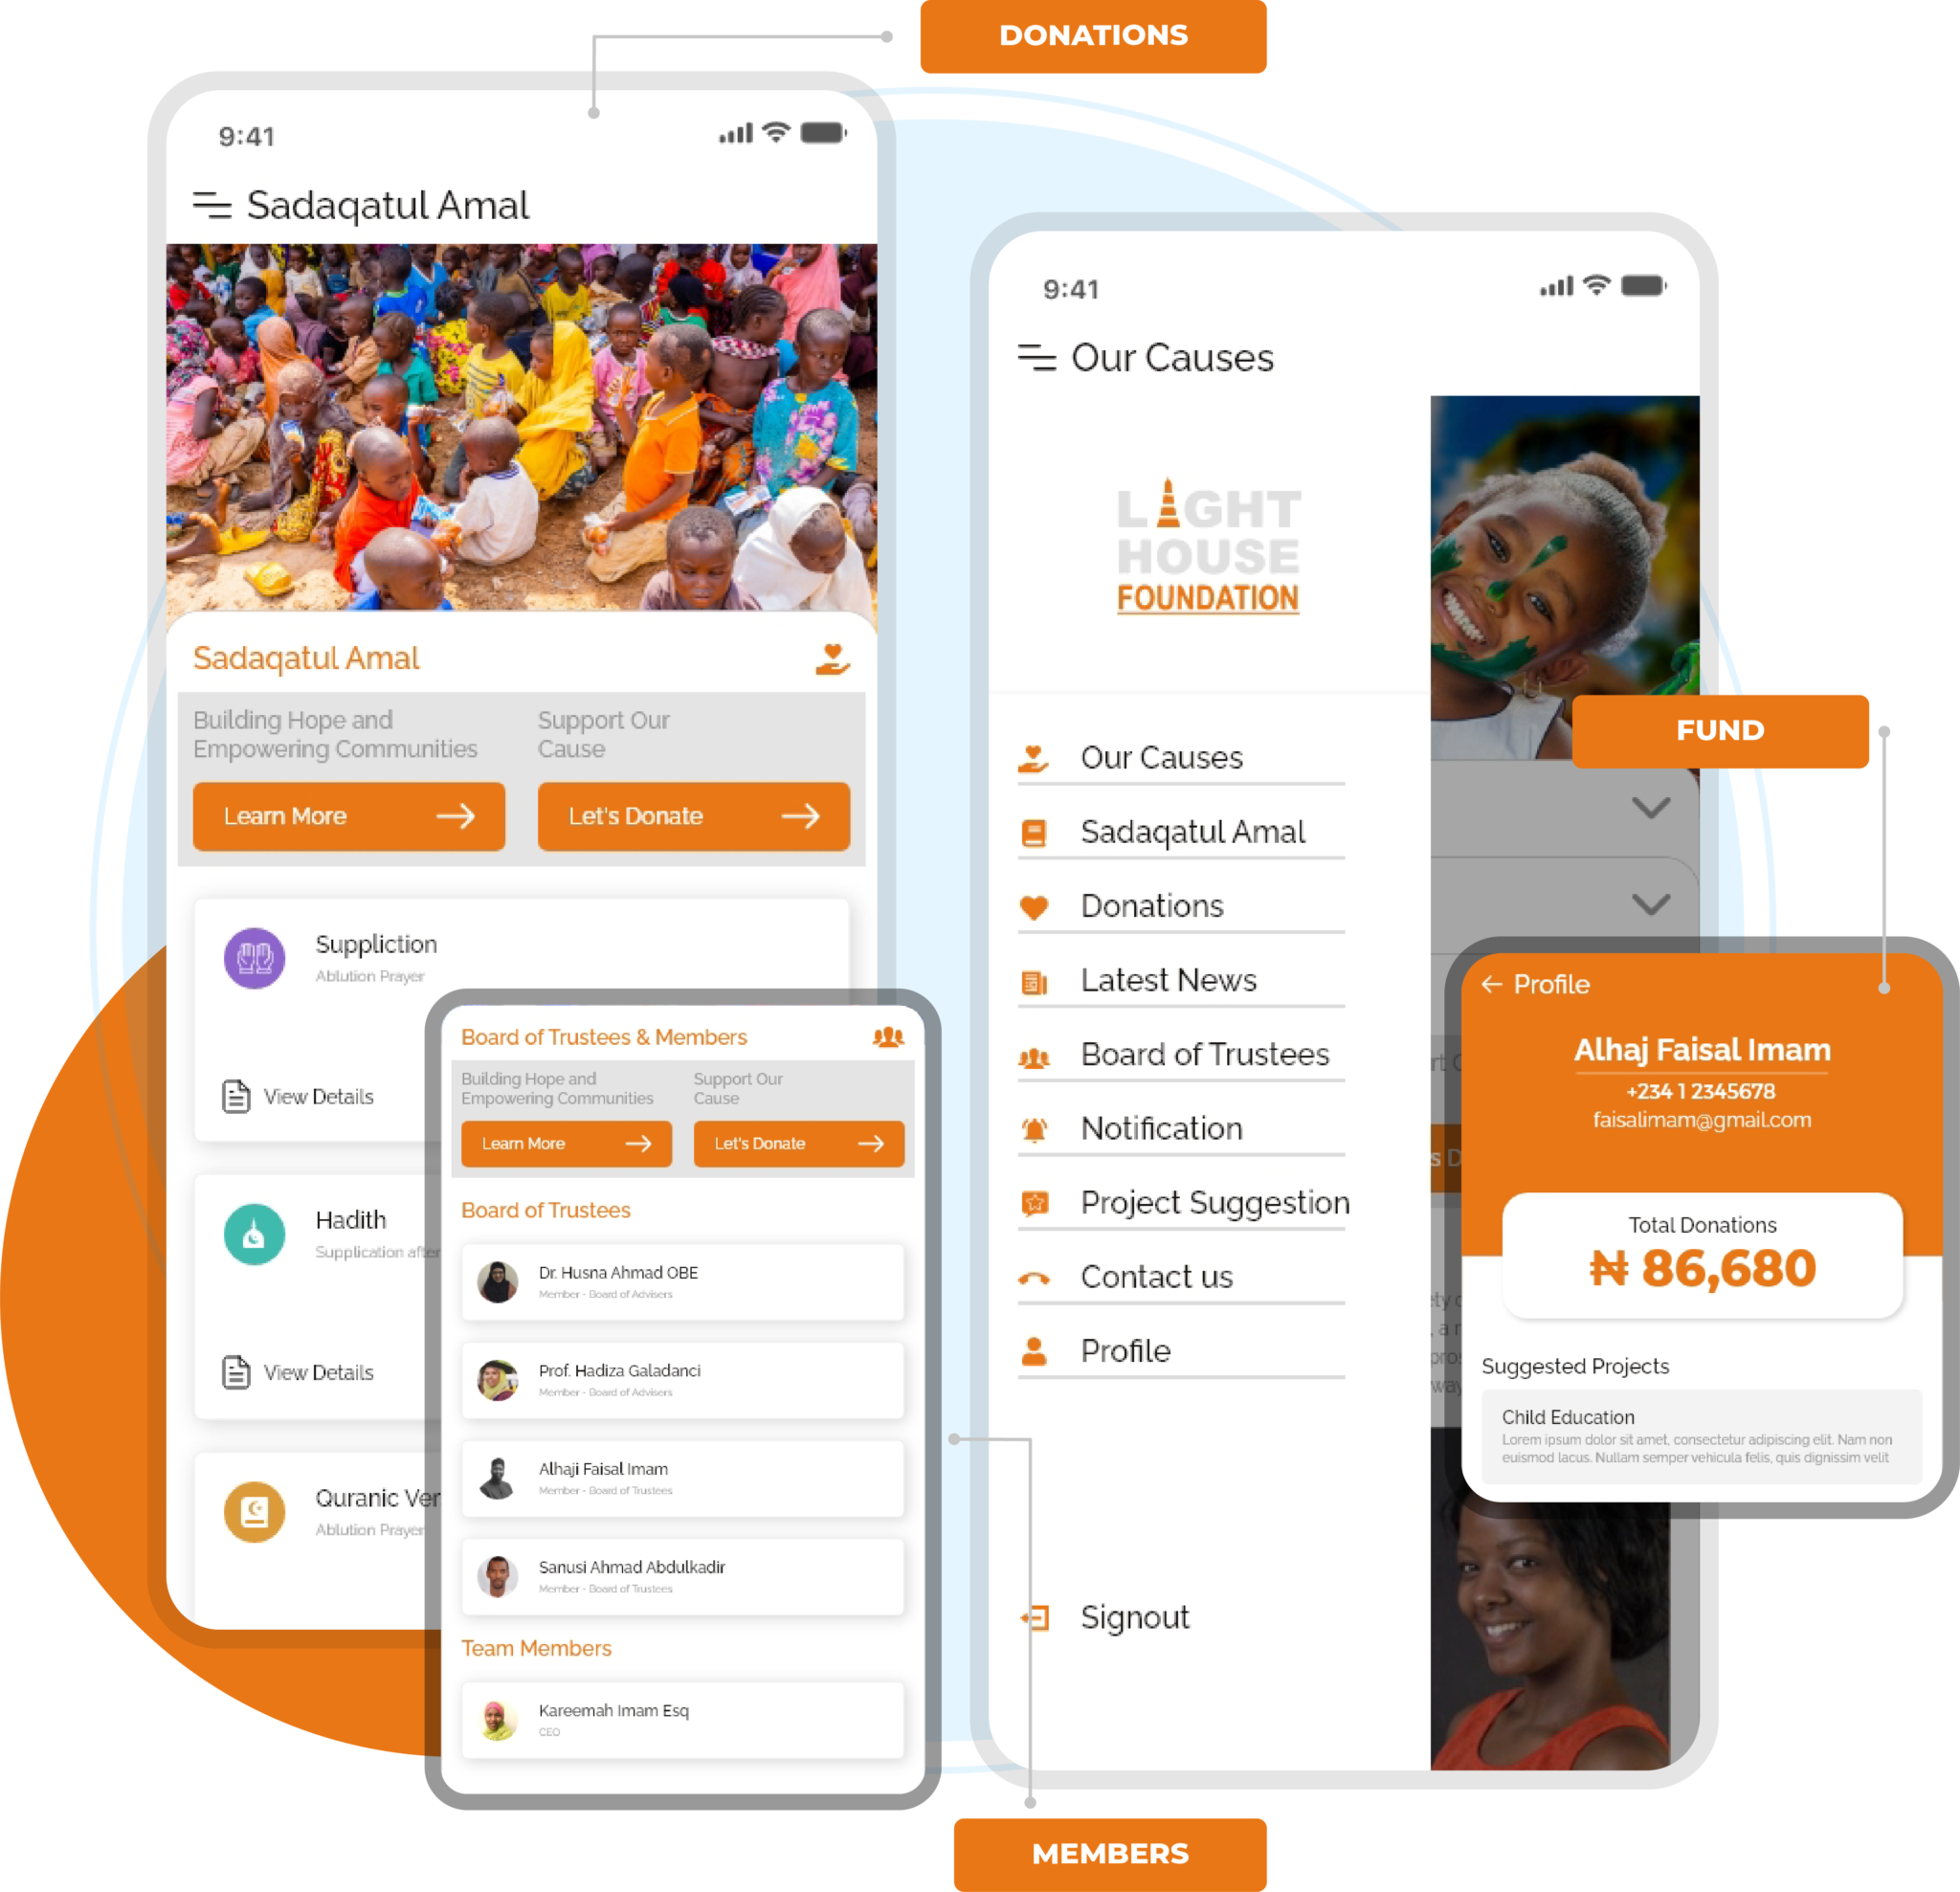 DONATIONS
9:41
Sadaqatul Amal
Sadaqatul Amal
Building Hope and
Empowering Communities
Support Our
Cause
Learn More
Let's Donate
Suppliction
Ablution Prayer
View Details
Hadith
Supplication after
View Details
Quranic Ver
Ablution Prayer
Board of Trustees & Members
Building Hope and
Empowering Communities
Support Our
Cause
Learn More
Let's Donate
Board of Trustees
Dr. Husna Ahmad OBE
Member - Board of Advisers
Prof. Hadiza Galadanci
Member - Board of Advisers
Alhaji Faisal Imam
Member - Board of Trustees
Sanusi Ahmad Abdulkadir
Member - Board of Trustees
Team Members
Kareemah Imam Esq
CEO
MEMBERS
9:41
Our Causes
LIGHT
HOUSE
FOUNDATION
Our Causes
Sadaqatul Amal
Donations
Latest News
Board of Trustees
Notification
Project Suggestion
Contact us
Profile
Signout
FUND
Profile
Alhaj Faisal Imam
+234 1 2345678
faisalimam@gmail.com
Total Donations
₦ 86,680
Suggested Projects
Child Education
Lorem ipsum dolor sit amet, consectetur adipiscing elit. Nam non
euismod lacus. Nullam semper vehicula felis, quis dignissim velit